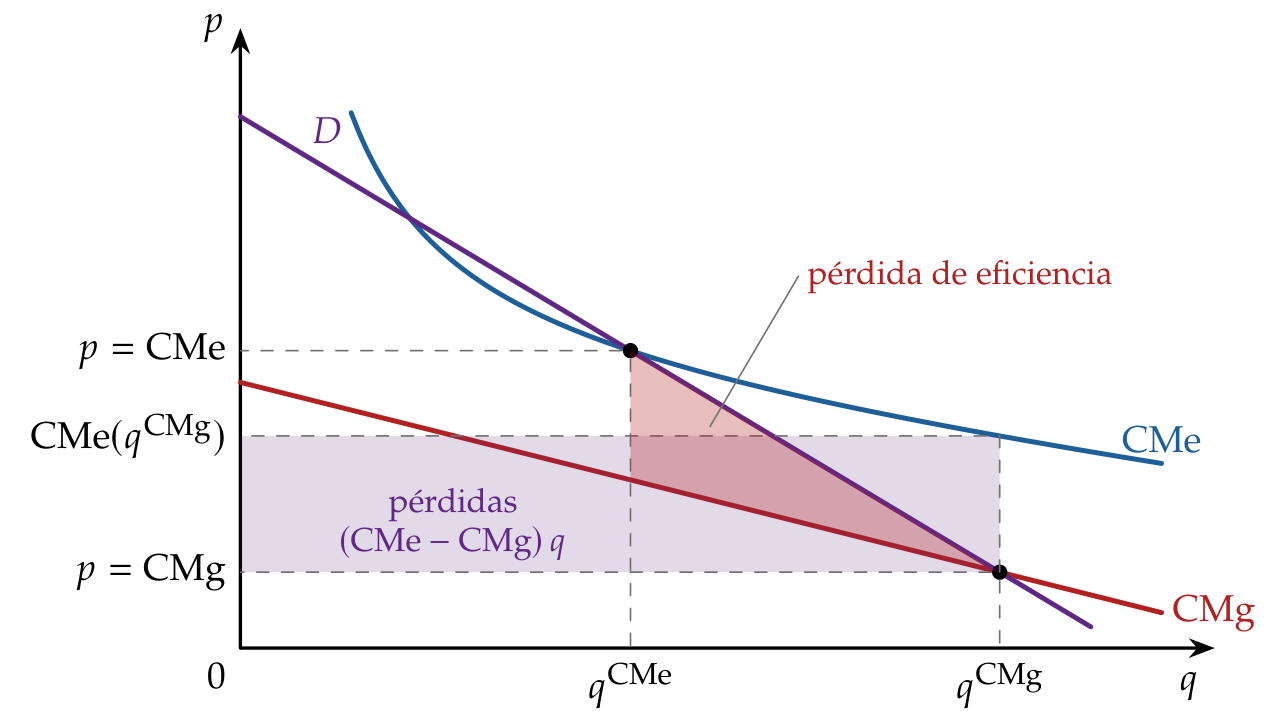 p
D
pérdida de eficiencia
p = CMe
CMe(q^CMg)
CMe
pérdidas
(CMe − CMg) q
p = CMg
CMg
0
q^CMe
q^CMg
q